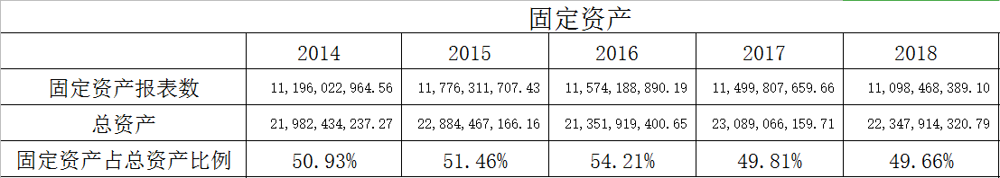 固定资产
2014 2015 2016 2017 2018
固定资产报表数 11,196,022,964.56 11,776,311,707.43 11,574,188,890.19 11,499,807,659.66 11,098,468,389.10
总资产 21,982,434,237.27 22,884,467,166.16 21,351,919,400.65 23,089,066,159.71 22,347,914,320.79
固定资产占总资产比例 50.93% 51.46% 54.21% 49.81% 49.66%